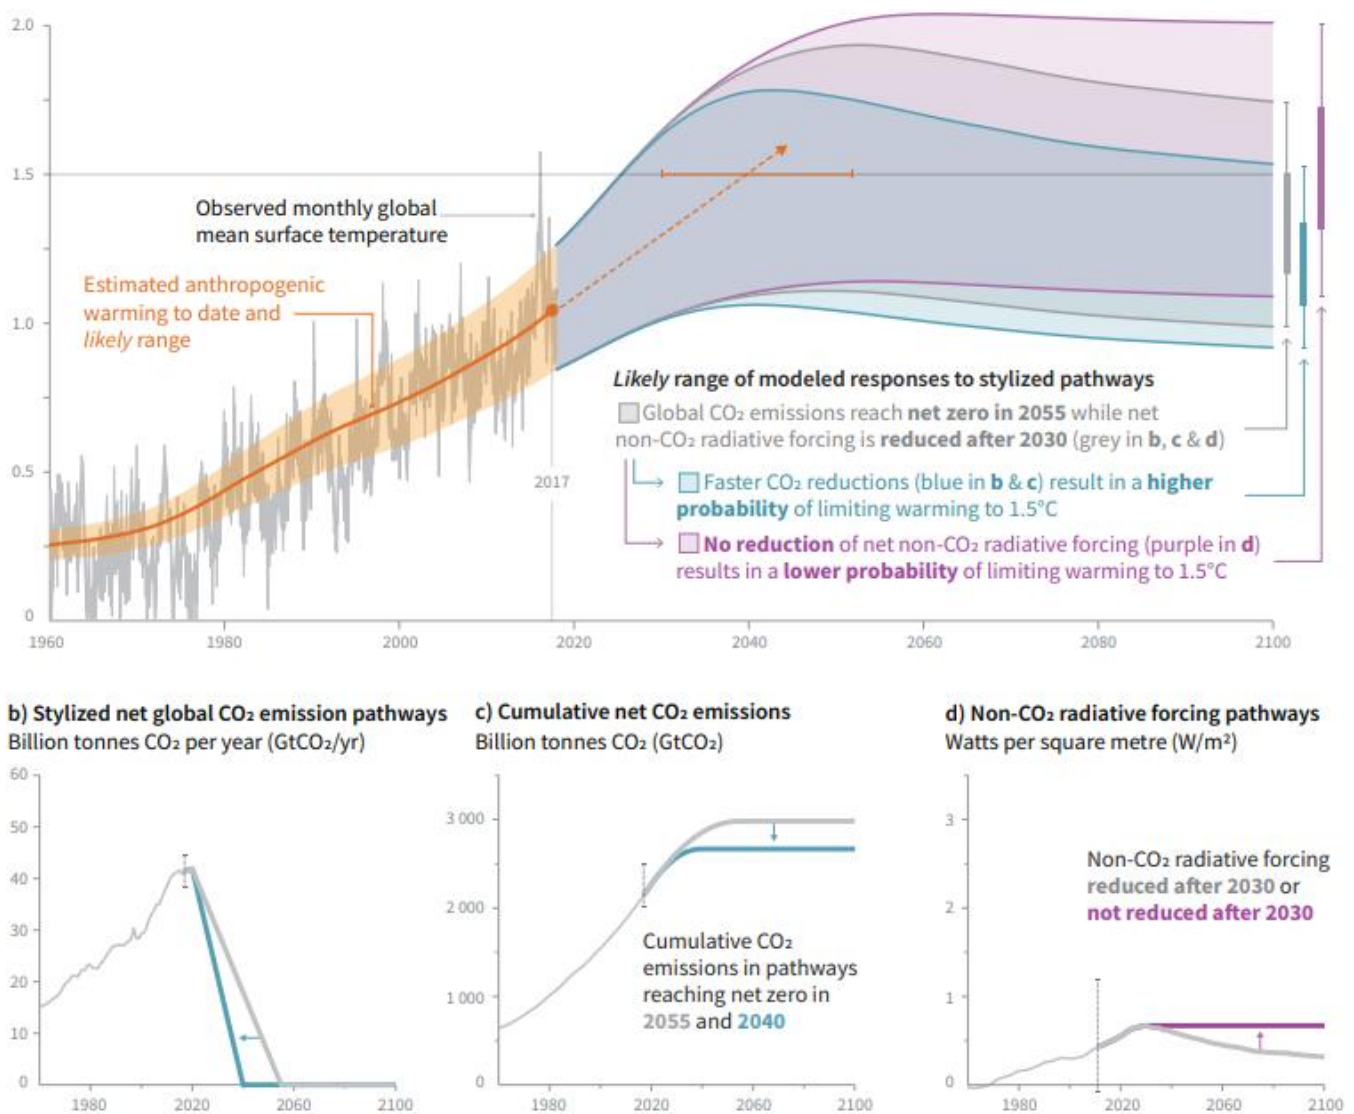 2.0
1.5
1.0
0.5
0
Observed monthly global
mean surface temperature
Estimated anthropogenic
warming to date and
likely range
2017
Likely range of modeled responses to stylized pathways
Global CO₂ emissions reach net zero in 2055 while net
non-CO₂ radiative forcing is reduced after 2030 (grey in b, c & d)
Faster CO₂ reductions (blue in b & c) result in a higher
probability of limiting warming to 1.5°C
No reduction of net non-CO₂ radiative forcing (purple in d)
results in a lower probability of limiting warming to 1.5°C
1960 1980 2000 2020 2040 2060 2080 2100
b) Stylized net global CO₂ emission pathways
Billion tonnes CO₂ per year (GtCO₂/yr)
60
50
40
30
20
10
0
1980 2020 2060 2100
c) Cumulative net CO₂ emissions
Billion tonnes CO₂ (GtCO₂)
3 000
2 000
1 000
0
Cumulative CO₂
emissions in pathways
reaching net zero in
2055 and 2040
1980 2020 2060 2100
d) Non-CO₂ radiative forcing pathways
Watts per square metre (W/m²)
3
2
1
0
Non-CO₂ radiative forcing
reduced after 2030 or
not reduced after 2030
1980 2020 2060 2100